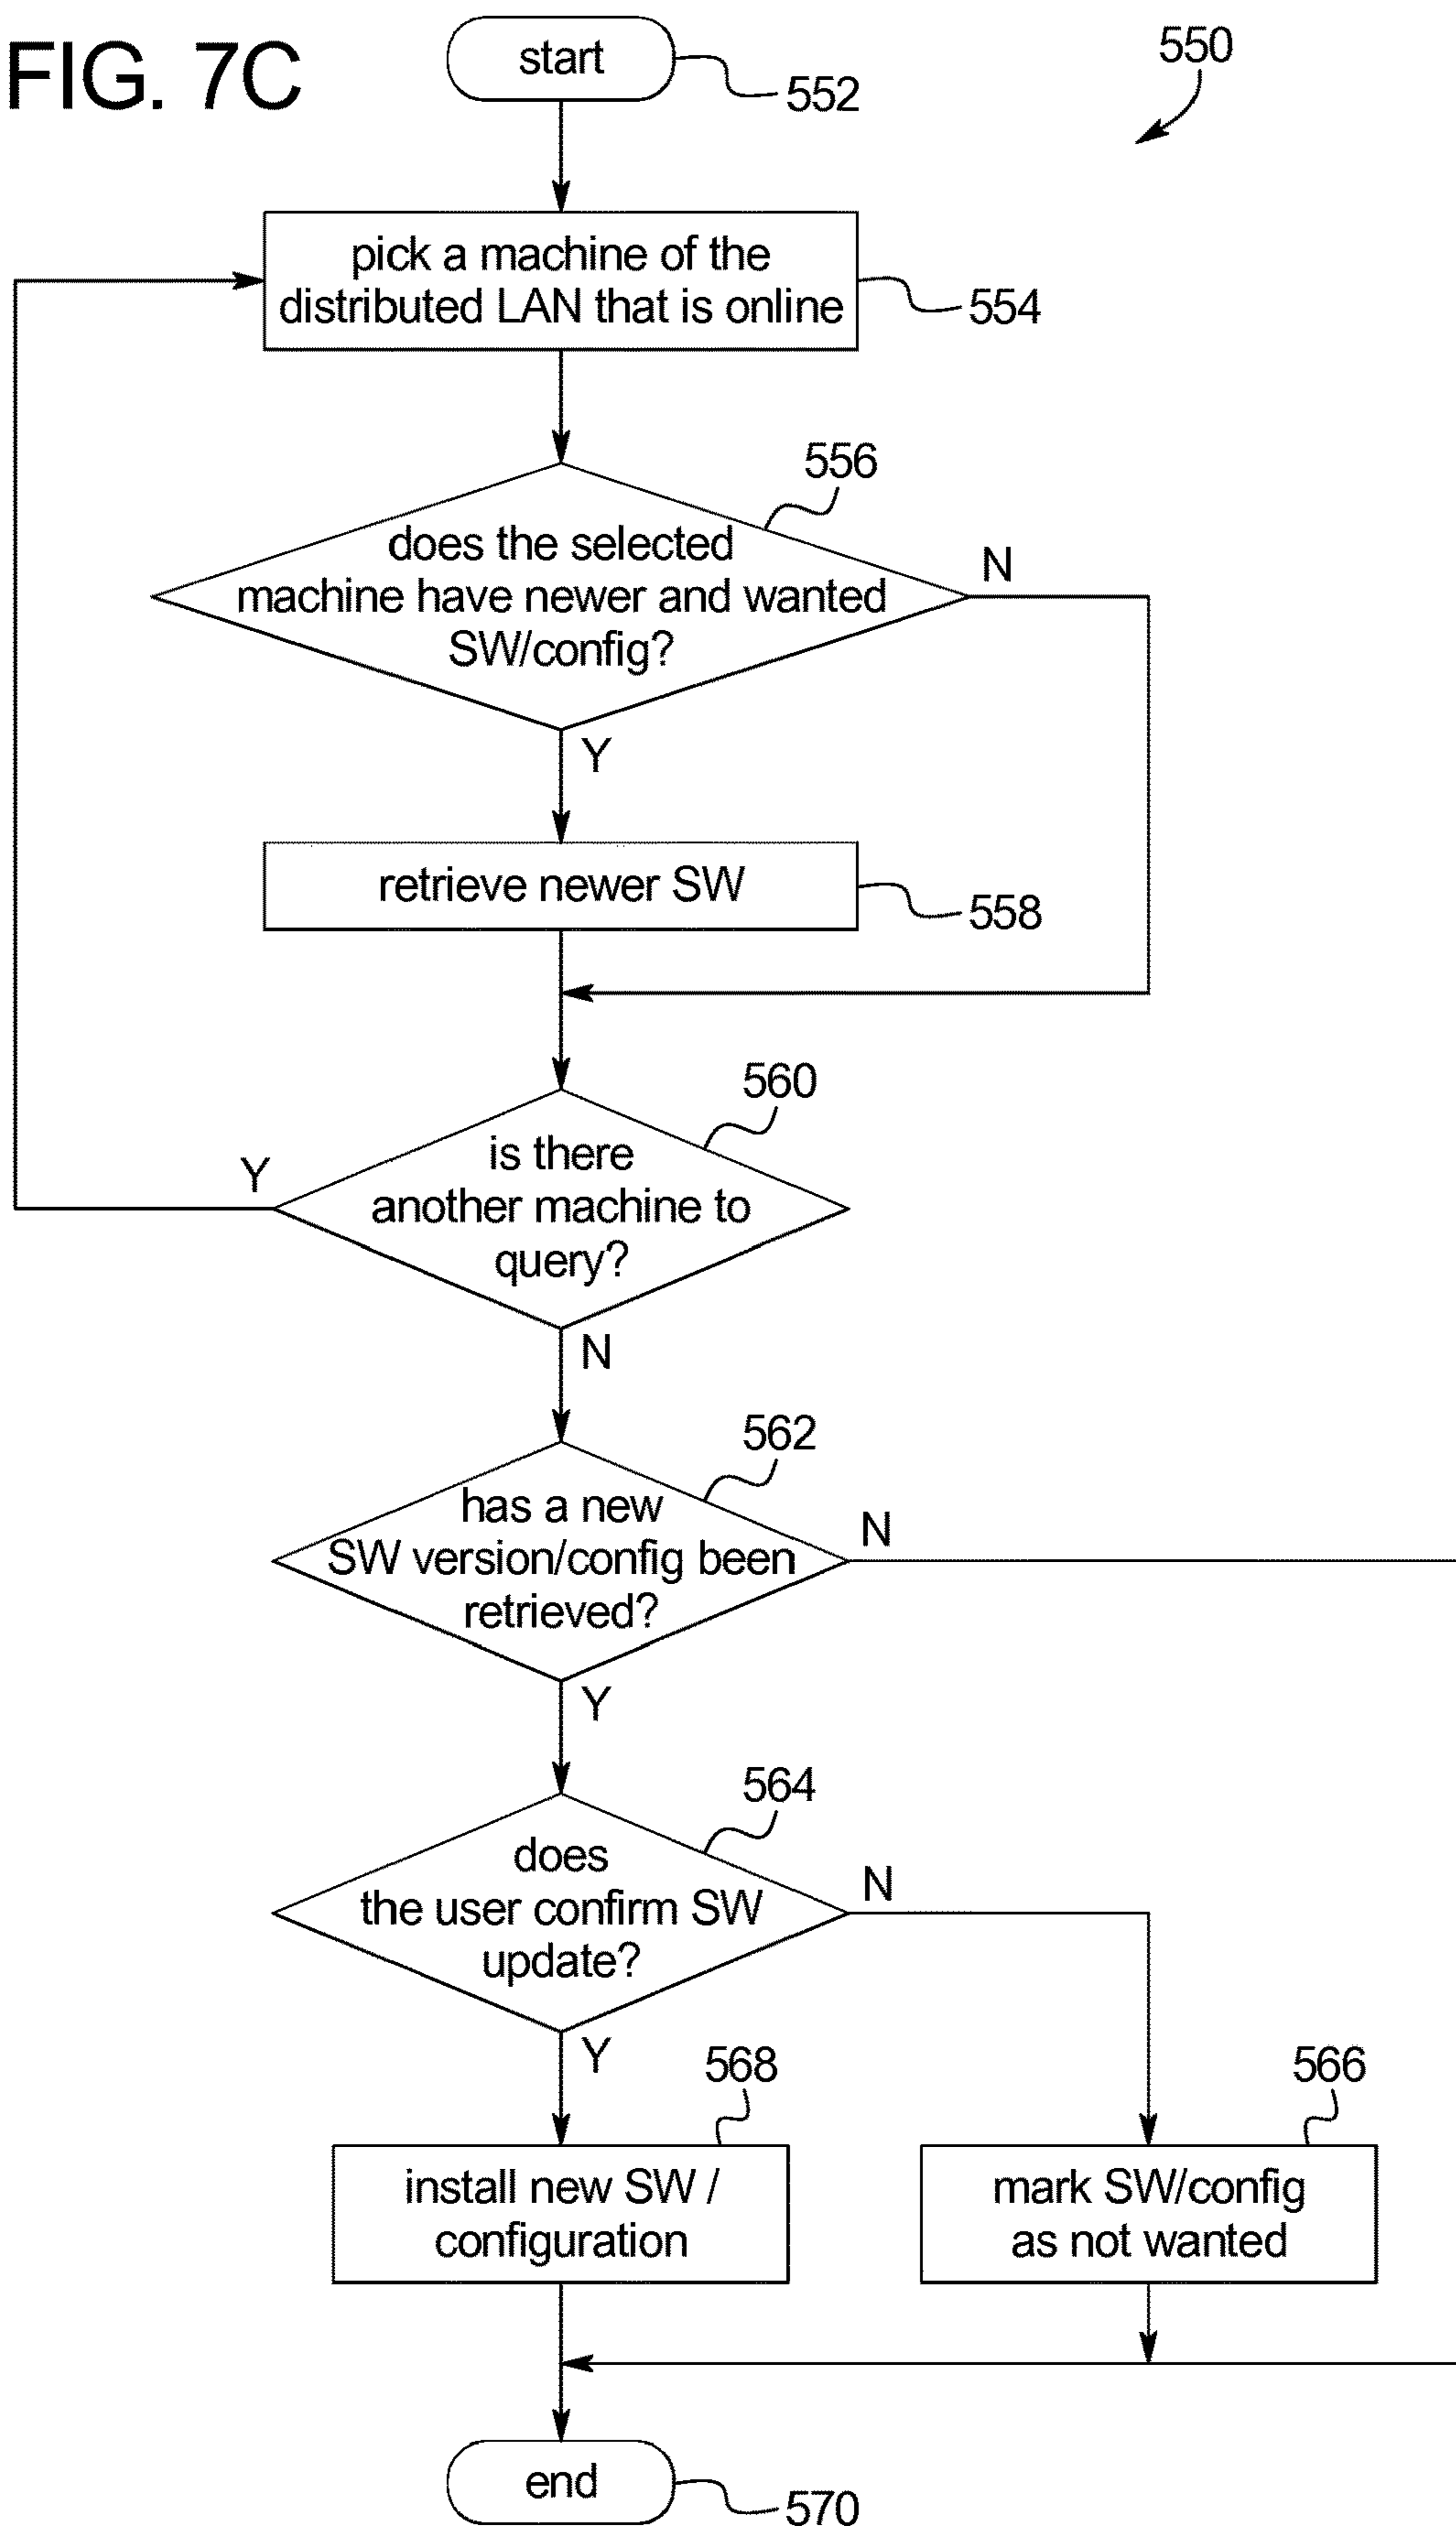 FIG. 7C
start
552
550
pick a machine of the
distributed LAN that is online
554
556
does the selected
machine have newer and wanted
SW/config?
N
Y
retrieve newer SW
558
560
is there
another machine to
query?
Y
N
562
has a new
SW version/config been
retrieved?
N
Y
564
does
the user confirm SW
update?
N
Y
568
566
install new SW /
configuration
mark SW/config
as not wanted
end
570